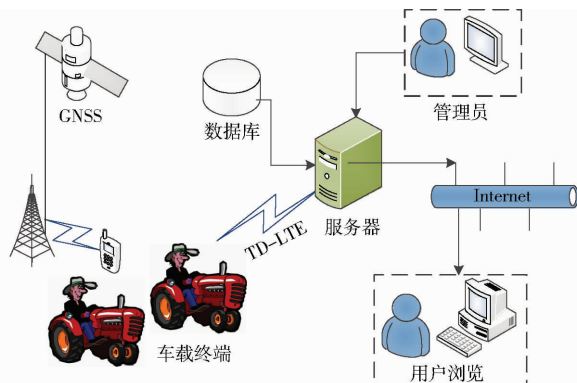 GNSS
数据库
管理员
服务器
Internet
TD-LTE
车载终端
用户浏览